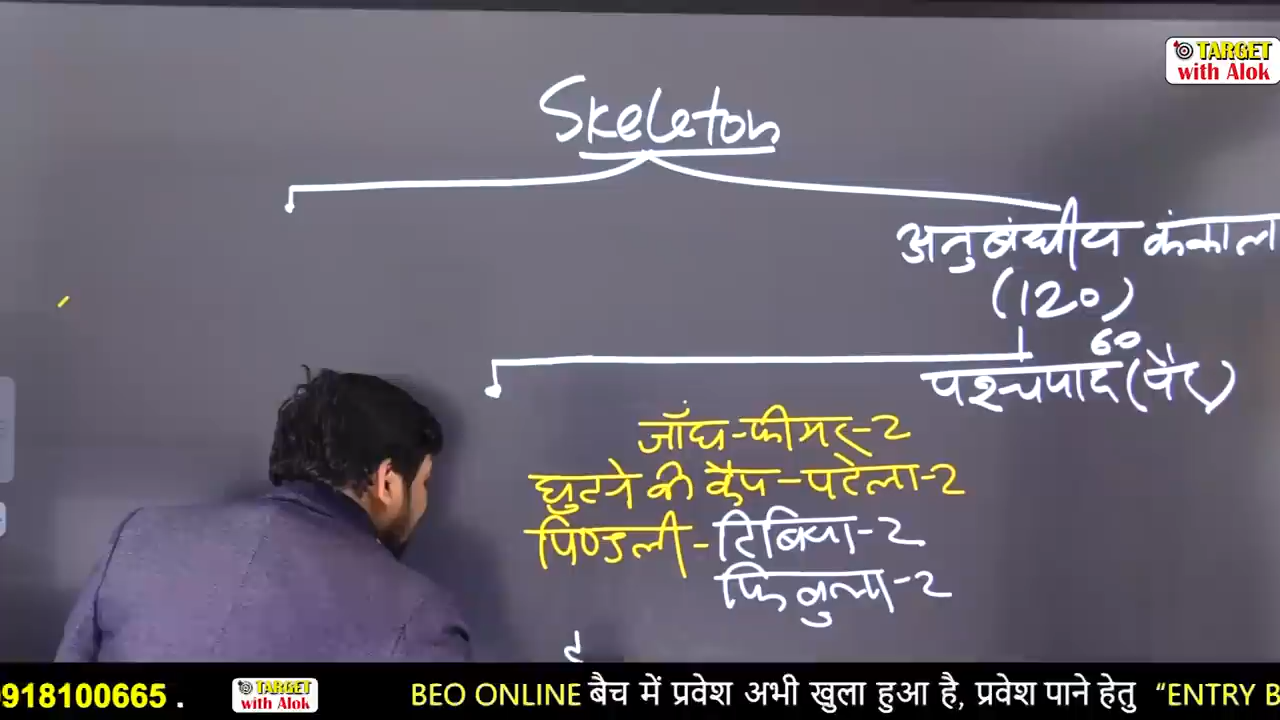 TARGET
with Alok
Skeleton
अनुबंधीय कंकाल
(120)
60
पश्चपाद (पैर)
जाँघ-फीमर-2
घुटने की कैप-पटेला-2
पिण्डली-टिबिया-2
फिबुला-2
9918100665 .
TARGET
with Alok
BEO ONLINE बैच में प्रवेश अभी खुला हुआ है, प्रवेश पाने हेतु “ENTRY B